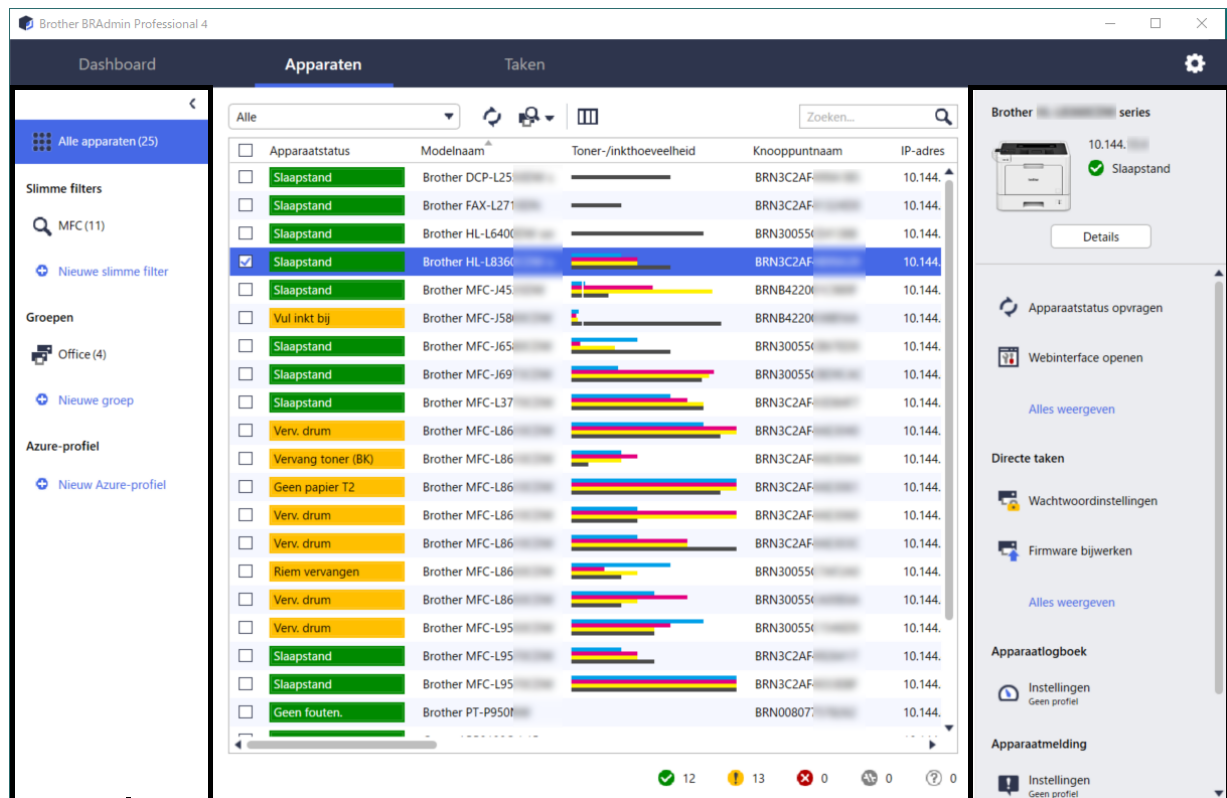 Brother BRAdmin Professional 4
Dashboard Apparaten Taken
Alle apparaten (25)
Slimme filters
MFC (11)
Nieuwe slimme filter
Groepen
Office (4)
Nieuwe groep
Azure-profiel
Nieuw Azure-profiel
Alle Zoeken...
Apparaatstatus Modelnaam Toner-/inkthoeveelheid Knooppuntnaam IP-adres
Slaapstand Brother DCP-L25 BRN3C2AF 10.144.
Slaapstand Brother FAX-L271 BRN3C2AF 10.144.
Slaapstand Brother HL-L6400 BRN30055 10.144.
Slaapstand Brother HL-L8360 BRN3C2AF 10.144.
Slaapstand Brother MFC-J45 BRNB4220 10.144.
Vul inkt bij Brother MFC-J58 BRNB4220 10.144.
Slaapstand Brother MFC-J65 BRN30055 10.144.
Slaapstand Brother MFC-J69 BRN30055 10.144.
Slaapstand Brother MFC-L37 BRN3C2AF 10.144.
Verv. drum Brother MFC-L86 BRN3C2AF 10.144.
Vervang toner (BK) Brother MFC-L86 BRN3C2AF 10.144.
Geen papier T2 Brother MFC-L86 BRN3C2AF 10.144.
Verv. drum Brother MFC-L86 BRN3C2AF 10.144.
Verv. drum Brother MFC-L86 BRN3C2AF 10.144.
Riem vervangen Brother MFC-L86 BRN30055 10.144.
Verv. drum Brother MFC-L86 BRN30055 10.144.
Verv. drum Brother MFC-L95 BRN30055 10.144.
Slaapstand Brother MFC-L95 BRN3C2AF 10.144.
Slaapstand Brother MFC-L95 BRN3C2AF 10.144.
Geen fouten. Brother PT-P950 BRN008077 10.144.
12 13 0 0 0
Brother series
10.144.
Slaapstand
Details
Apparaatstatus opvragen
Webinterface openen
Alles weergeven
Directe taken
Wachtwoordinstellingen
Firmware bijwerken
Alles weergeven
Apparaatlogboek
Instellingen
Geen profiel
Apparaatmelding
Instellingen
Geen profiel